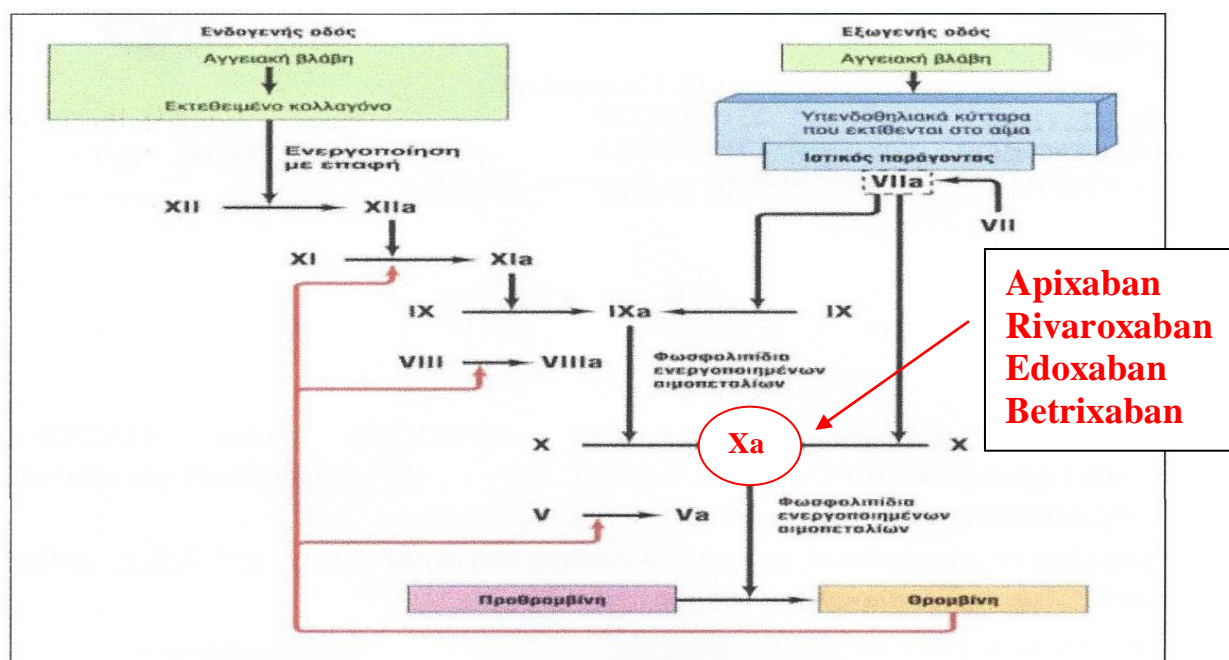 Ενδογενής οδός
Αγγειακή βλάβη
Εκτεθειμένο κολλαγόνο
Ενεργοποίηση
με επαφή
Εξωγενής οδός
Αγγειακή βλάβη
Υπενδοθηλιακά κύτταρα
που εκτίθενται στο αίμα
Ιστικός παράγοντας
VIIa
VII
XII
XIIa
XI
XIa
IX
IXa
IX
VIII
VIIIa
Φωσφολιπίδια
ενεργοποιημένων
αιμοπεταλίων
Apixaban
Rivaroxaban
Edoxaban
Betrixaban
X
Xa
X
V
Va
Φωσφολιπίδια
ενεργοποιημένων
αιμοπεταλίων
Προθρομβίνη
Θρομβίνη